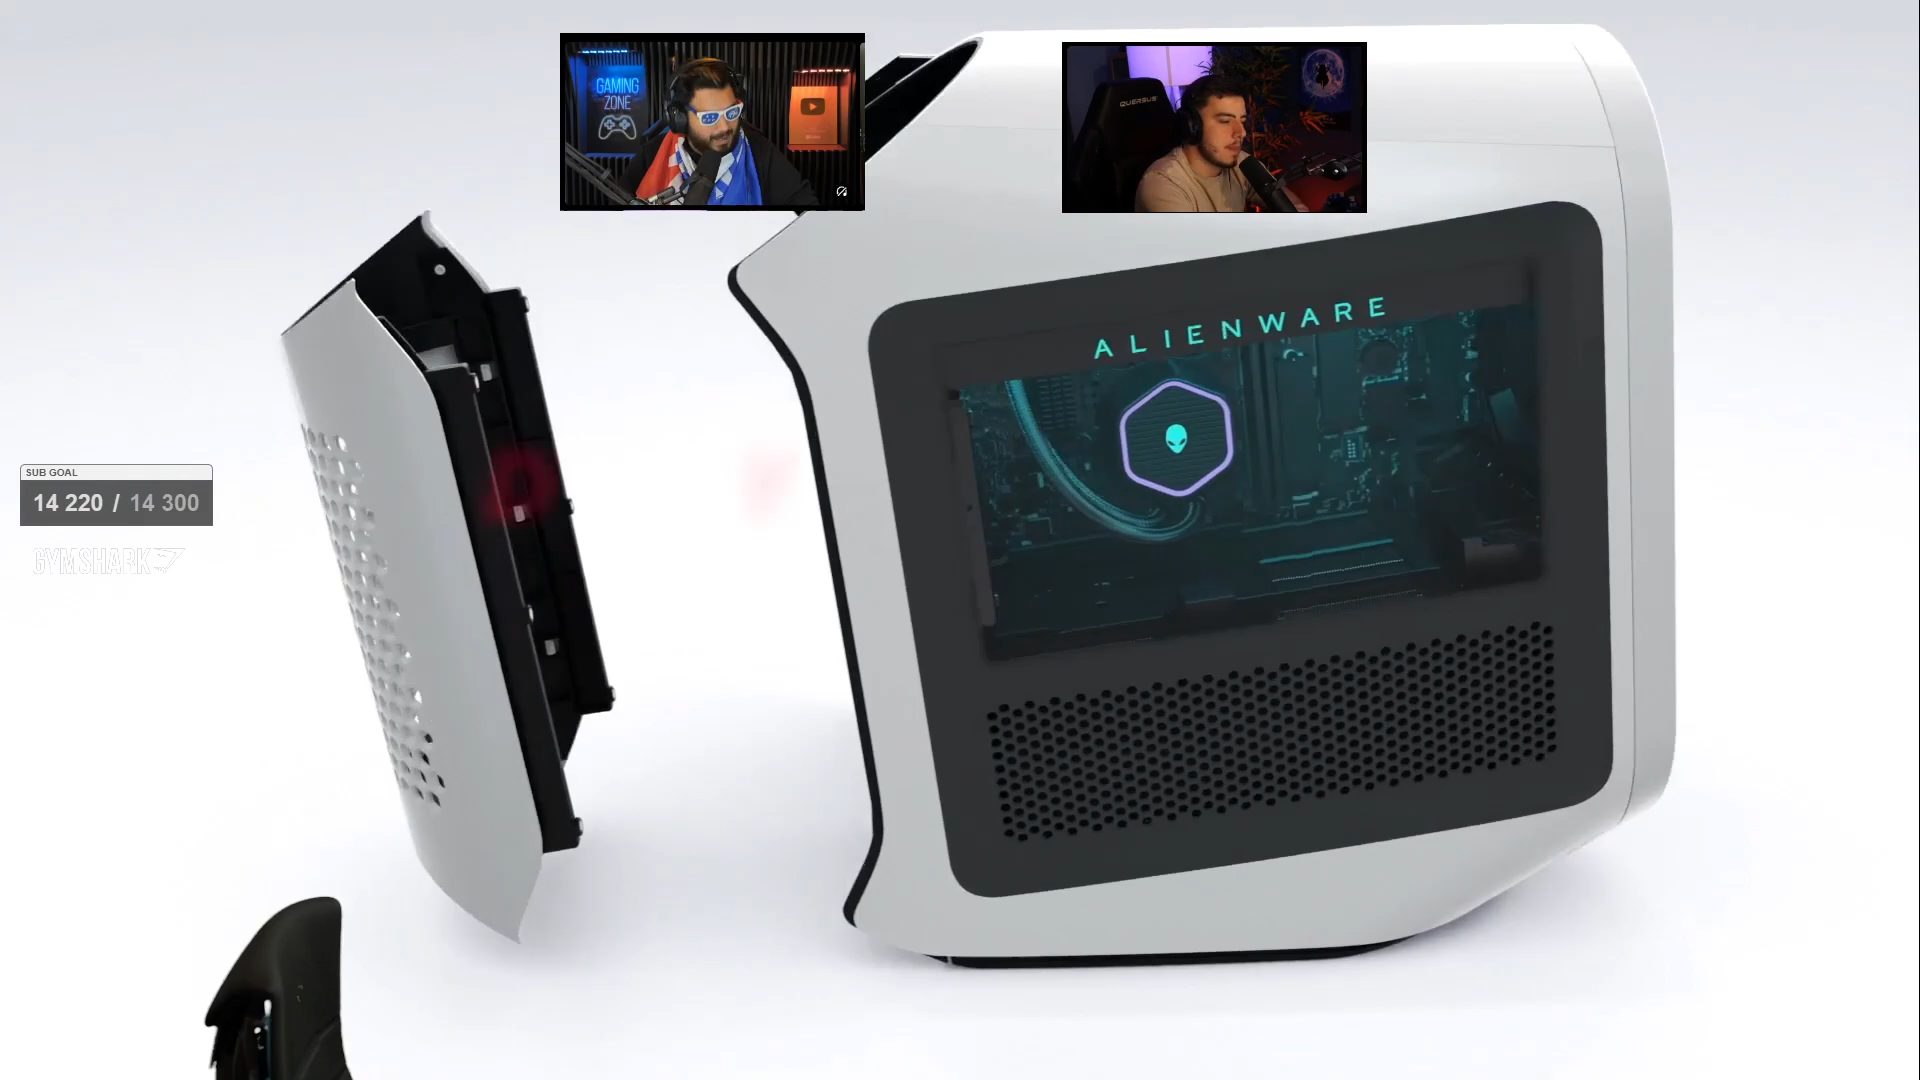 GAMING
ZONE
QUERSUS
ALIENWARE
SUB GOAL
14 220 / 14 300
GYMSHARK